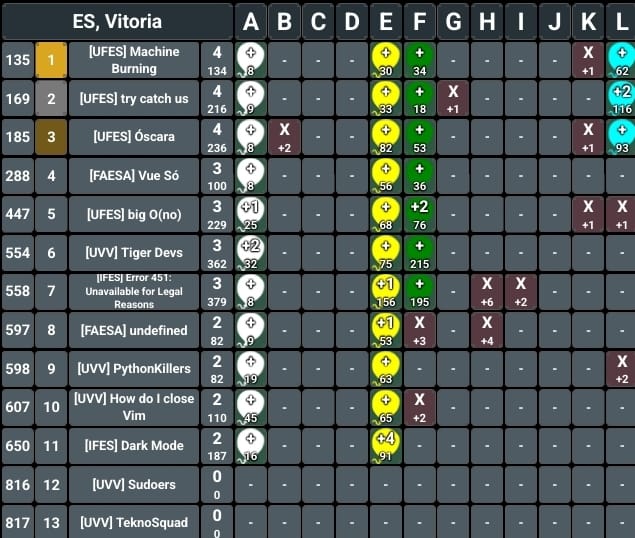 ES, Vitoria A B C D E F G H I J K L
135 1 [UFES] Machine Burning 4 134 + 8 - - - + 30 + 34 - - - - X +1 + 62
169 2 [UFES] try catch us 4 216 + 9 - - - + 33 + 18 X +1 - - - - +2 116
185 3 [UFES] Óscara 4 236 + 8 X +2 - - + 82 + 53 - - - - X +1 + 93
288 4 [FAESA] Vue Só 3 100 + 8 - - - + 56 + 36 - - - - - -
447 5 [UFES] big O(no) 3 229 +1 25 - - - + 68 +2 76 - - - - X +1 X +1
554 6 [UVV] Tiger Devs 3 362 +2 32 - - - + 75 + 215 - - - - - -
558 7 [IFES] Error 451: Unavailable for Legal Reasons 3 379 + 8 - - - +1 156 + 195 - X +6 X +2 - - -
597 8 [FAESA] undefined 2 82 + 9 - - - +1 53 X +3 - X +4 - - - -
598 9 [UVV] PythonKillers 2 82 + 19 - - - + 63 - - - - - - X +2
607 10 [UVV] How do I close Vim 2 110 + 45 - - - + 65 X +2 - - - - - -
650 11 [IFES] Dark Mode 2 187 + 16 - - - +4 91 - - - - - - -
816 12 [UVV] Sudoers 0 0 - - - - - - - - - - - -
817 13 [UVV] TeknoSquad 0 0 - - - - - - - - - - - -